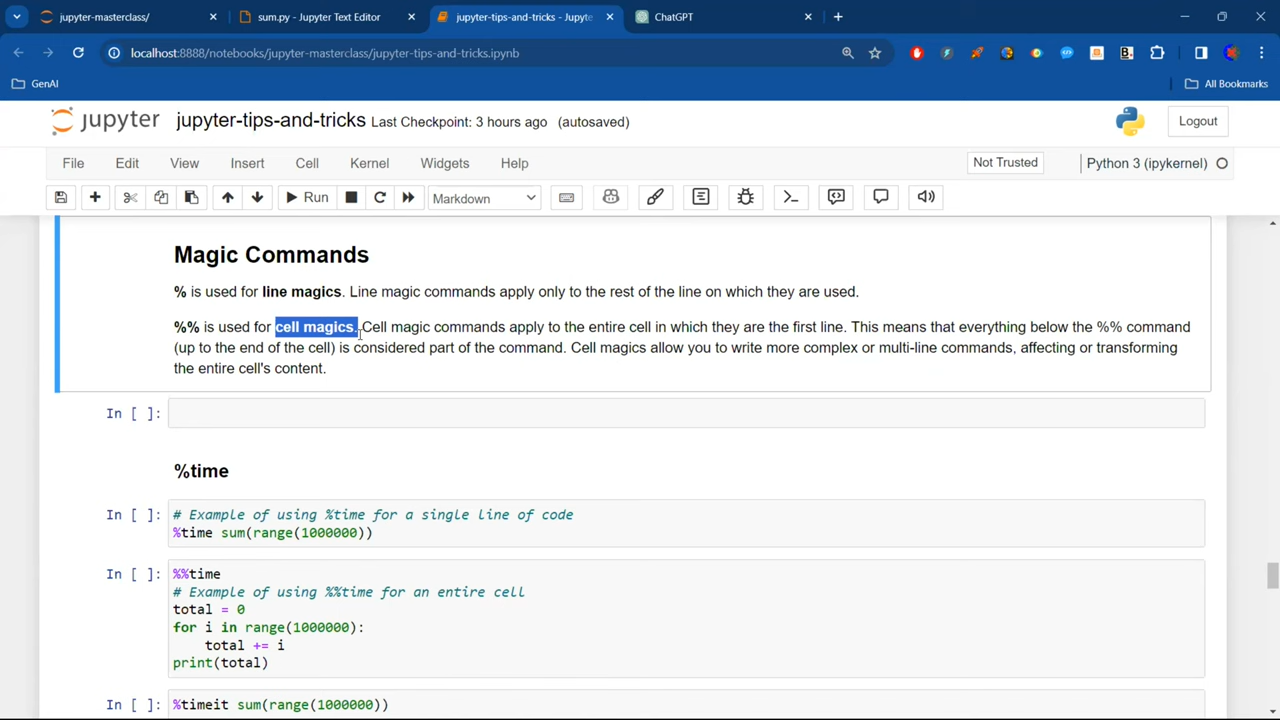 jupyter-masterclass/
sum.py - Jupyter Text Editor
jupyter-tips-and-tricks - Jupyte
ChatGPT
localhost:8888/notebooks/jupyter-masterclass/jupyter-tips-and-tricks.ipynb
GenAI
All Bookmarks
jupyter
jupyter-tips-and-tricks Last Checkpoint: 3 hours ago (autosaved)
Logout
File Edit View Insert Cell Kernel Widgets Help
Not Trusted
Python 3 (ipykernel)
Run
Markdown
Magic Commands
% is used for line magics. Line magic commands apply only to the rest of the line on which they are used.
%% is used for cell magics. Cell magic commands apply to the entire cell in which they are the first line. This means that everything below the %% command
(up to the end of the cell) is considered part of the command. Cell magics allow you to write more complex or multi-line commands, affecting or transforming
the entire cell's content.
In [ ]:
%time
In [ ]:
# Example of using %time for a single line of code
%time sum(range(1000000))
In [ ]:
%%time
# Example of using %%time for an entire cell
total = 0
for i in range(1000000):
    total += i
print(total)
In [ ]:
%timeit sum(range(1000000))